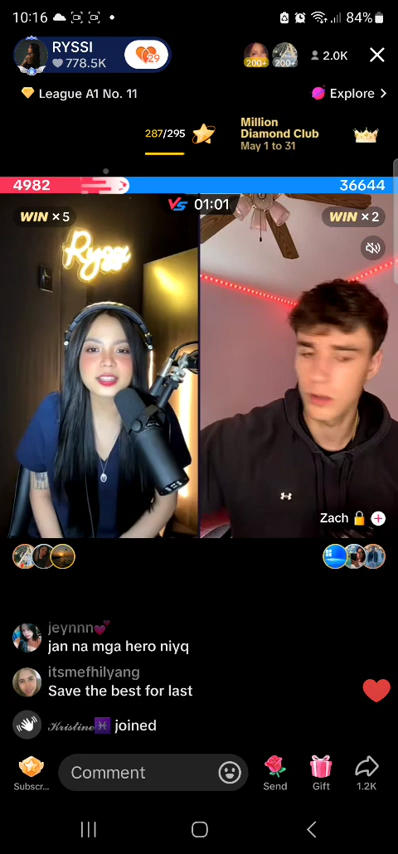 10:16
84%
RYSSI
778.5K
29
200+
200+
2.0K
League A1 No. 11
Explore
287/295
Million
Diamond Club
May 1 to 31
4982
36644
VS 01:01
WIN ×5
WIN ×2
Ryssi
Zach
jeynnn
jan na mga hero niyq
itsmefhilyang
Save the best for last
Kristine joined
Subscr...
Comment
Send
Gift
1.2K